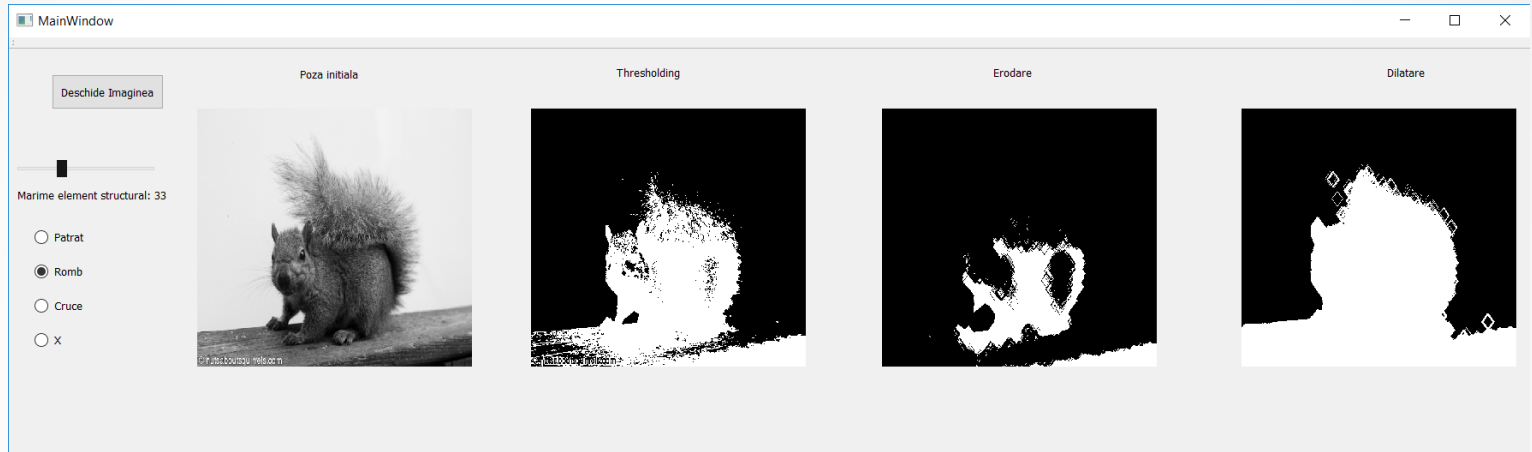 MainWindow
Deschide Imaginea
Marime element structural: 33
Patrat
Romb
Cruce
X
Poza initiala
Thresholding
Erodare
Dilatare